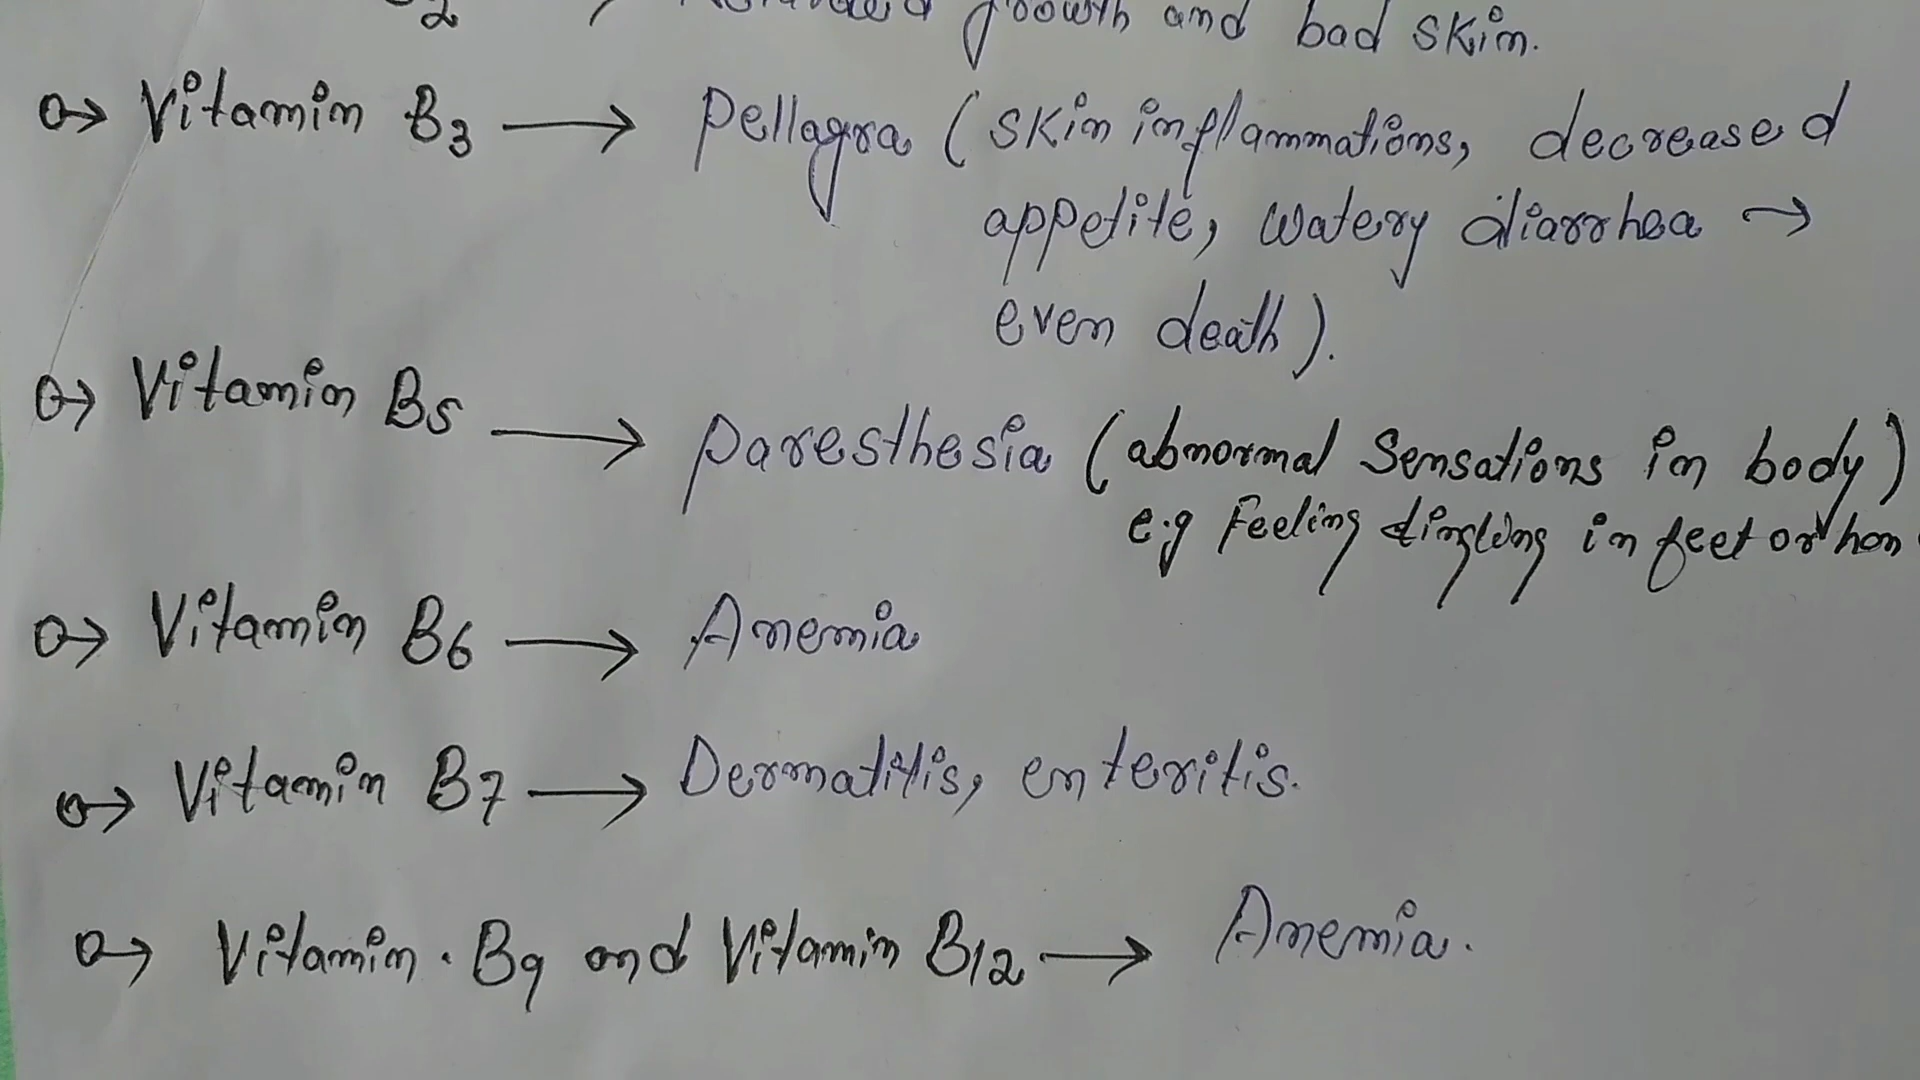 growth and bad skin.
Vitamin B3 → pellagra (skin inflammations, decreased
appetite, watery diarrhea →
even death).
Vitamin B5 → paresthesia (abnormal sensations in body)
e.g Feeling tingling in feet or
Vitamin B6 → Anemia
Vitamin B7 → Dermatitis, enteritis.
Vitamin. B9 and Vitamin B12 → Anemia.